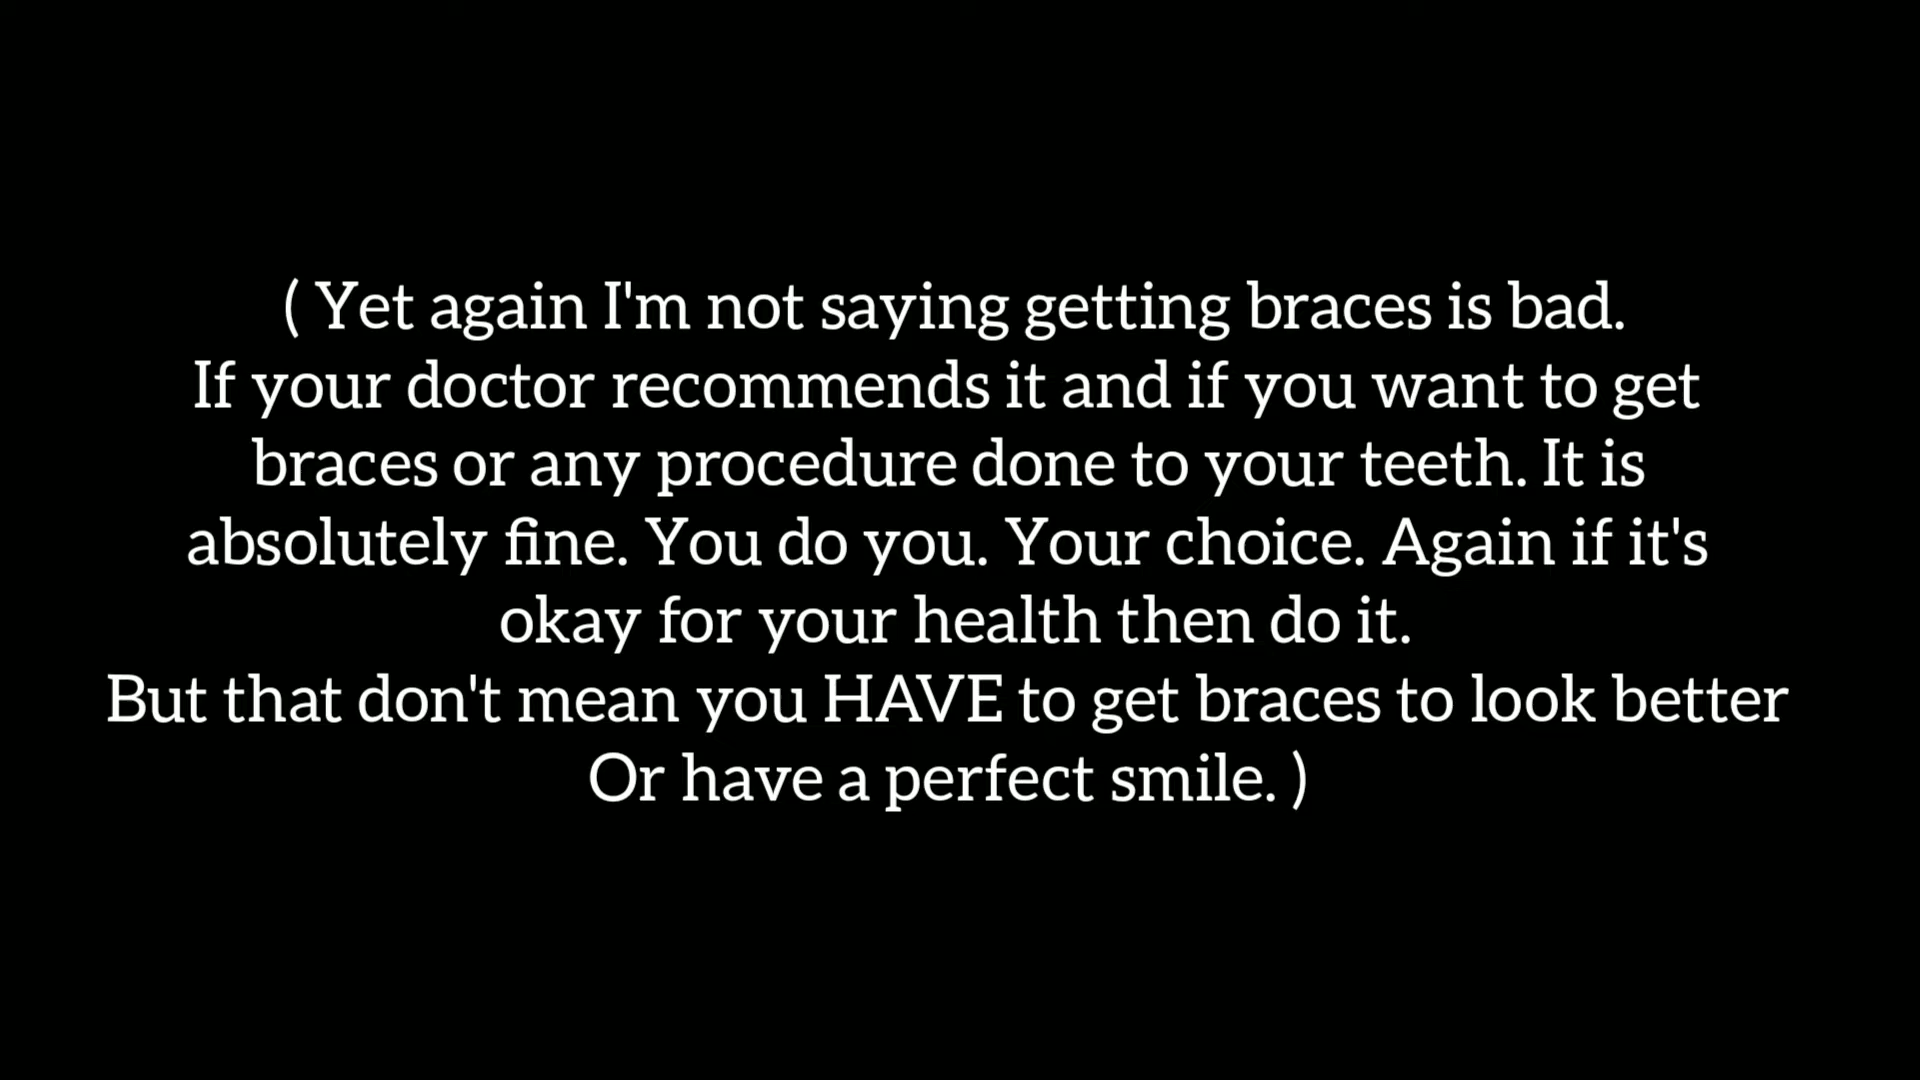 ( Yet again I'm not saying getting braces is bad.
If your doctor recommends it and if you want to get
braces or any procedure done to your teeth. It is
absolutely fine. You do you. Your choice. Again if it's
okay for your health then do it.
But that don't mean you HAVE to get braces to look better
Or have a perfect smile. )